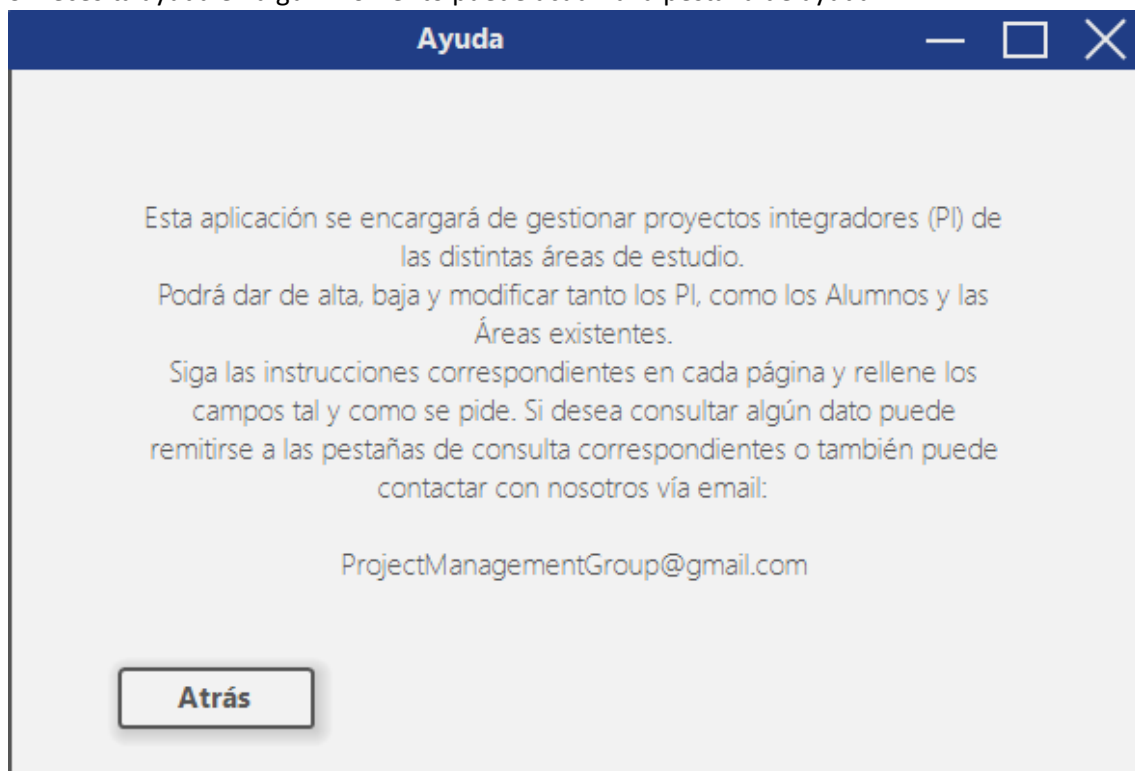 Ayuda
Esta aplicación se encargará de gestionar proyectos integradores (PI) de
las distintas áreas de estudio.
Podrá dar de alta, baja y modificar tanto los PI, como los Alumnos y las
Áreas existentes.
Siga las instrucciones correspondientes en cada página y rellene los
campos tal y como se pide. Si desea consultar algún dato puede
remitirse a las pestañas de consulta correspondientes o también puede
contactar con nosotros vía email:
ProjectManagementGroup@gmail.com
Atrás